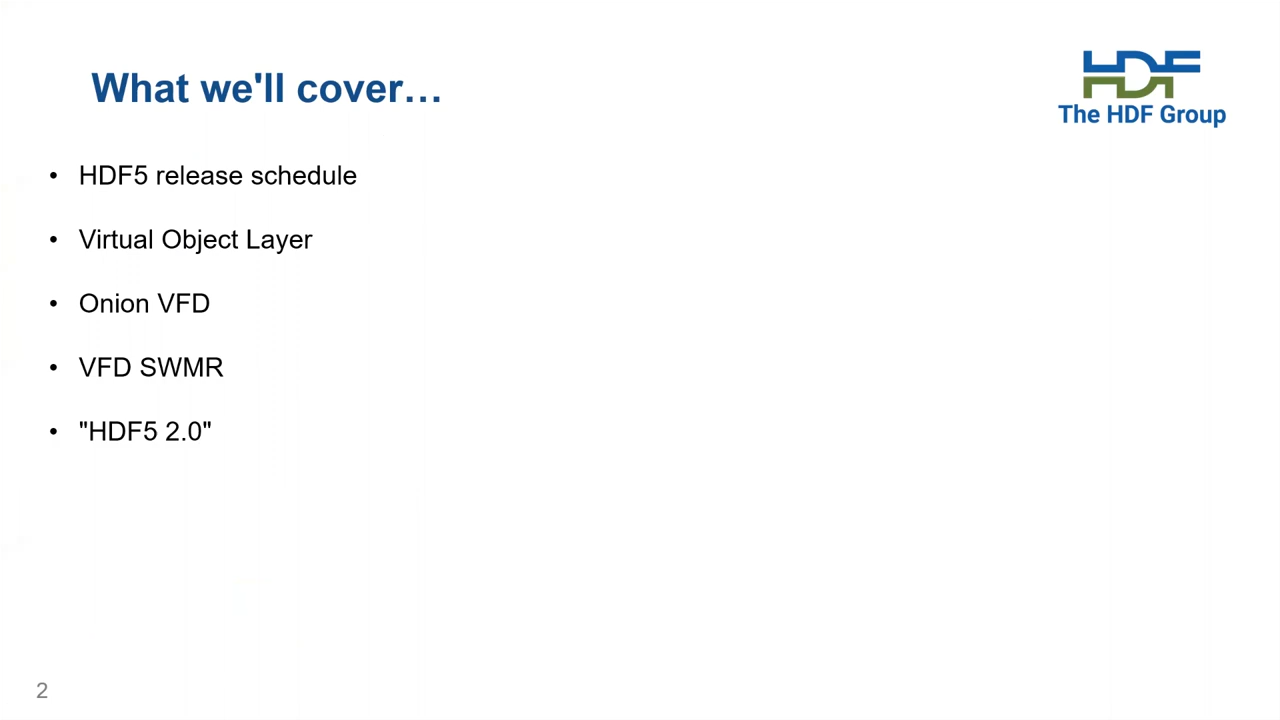 What we'll cover…
HDF
The HDF Group
• HDF5 release schedule
• Virtual Object Layer
• Onion VFD
• VFD SWMR
• "HDF5 2.0"
2